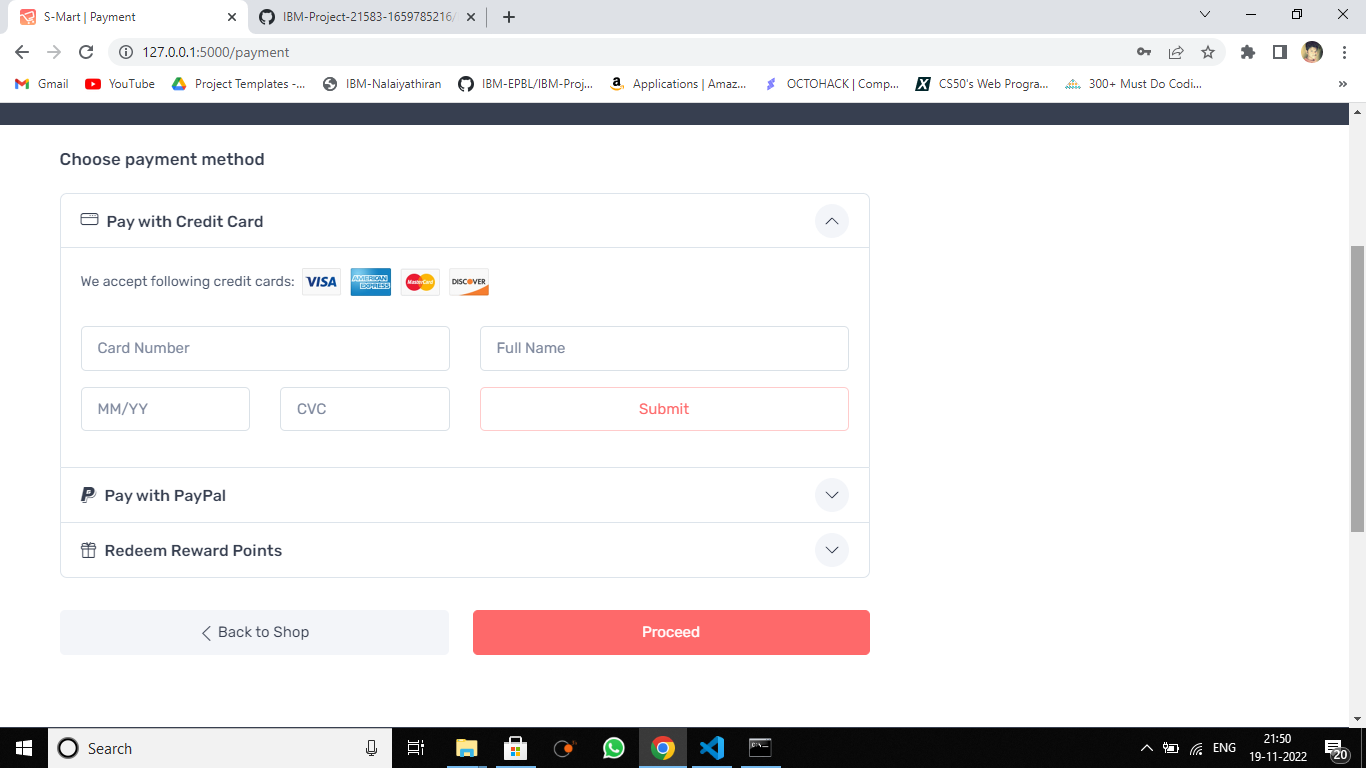 S-Mart | Payment
IBM-Project-21583-1659785216/
127.0.0.1:5000/payment
Gmail YouTube Project Templates -... IBM-Nalaiyathiran IBM-EPBL/IBM-Proj... Applications | Amaz... OCTOHACK | Comp... CS50's Web Progra... 300+ Must Do Codi... »
Choose payment method
Pay with Credit Card
We accept following credit cards: VISA AMERICAN EXPRESS MasterCard DISCOVER
Card Number Full Name
MM/YY CVC Submit
Pay with PayPal
Redeem Reward Points
Back to Shop Proceed
Search
ENG
21:50
19-11-2022
20